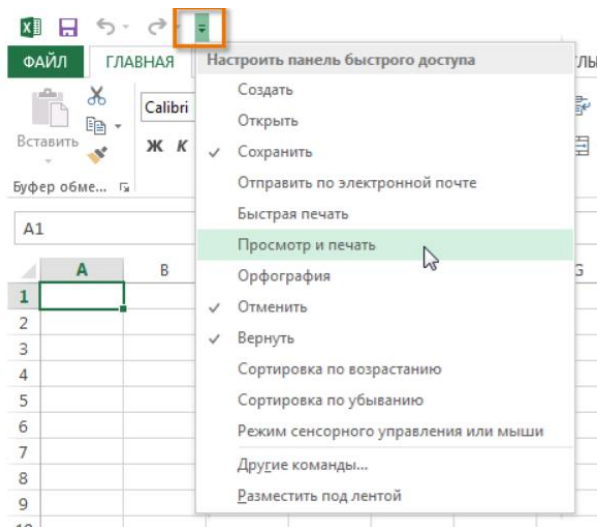 ФАЙЛ ГЛАВНАЯ
Настроить панель быстрого доступа
Создать
Открыть
Сохранить
Отправить по электронной почте
Быстрая печать
Просмотр и печать
Орфография
Отменить
Вернуть
Сортировка по возрастанию
Сортировка по убыванию
Режим сенсорного управления или мыши
Другие команды...
Разместить под лентой
Вставить
Calibri
Ж К
Буфер обме...
A1
A B G
1
2
3
4
5
6
7
8
9
10